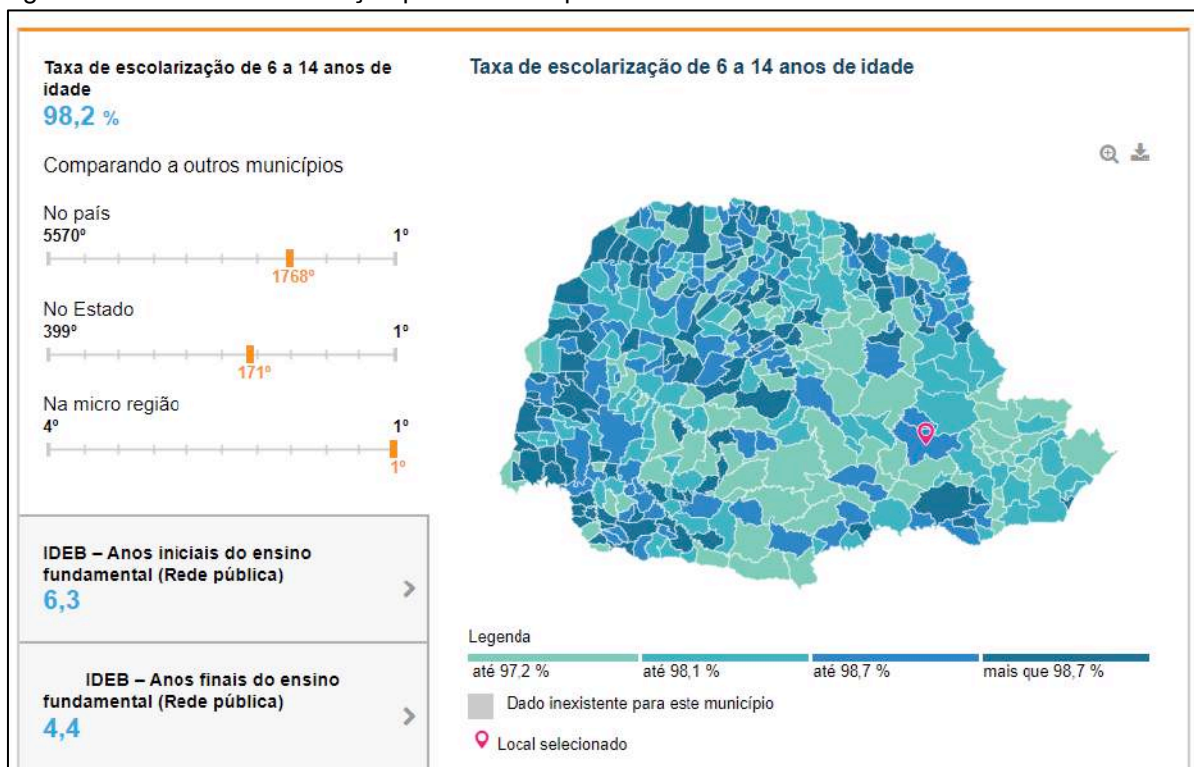 Taxa de escolarização de 6 a 14 anos de
idade
98,2 %
Comparando a outros municípios
No país
5570º 1º
1768º
No Estado
399º 1º
171º
Na micro região
4º 1º
1º
IDEB – Anos iniciais do ensino
fundamental (Rede pública)
6,3
IDEB – Anos finais do ensino
fundamental (Rede pública)
4,4
Taxa de escolarização de 6 a 14 anos de idade
Legenda
até 97,2 % até 98,1 % até 98,7 % mais que 98,7 %
Dado inexistente para este município
Local selecionado